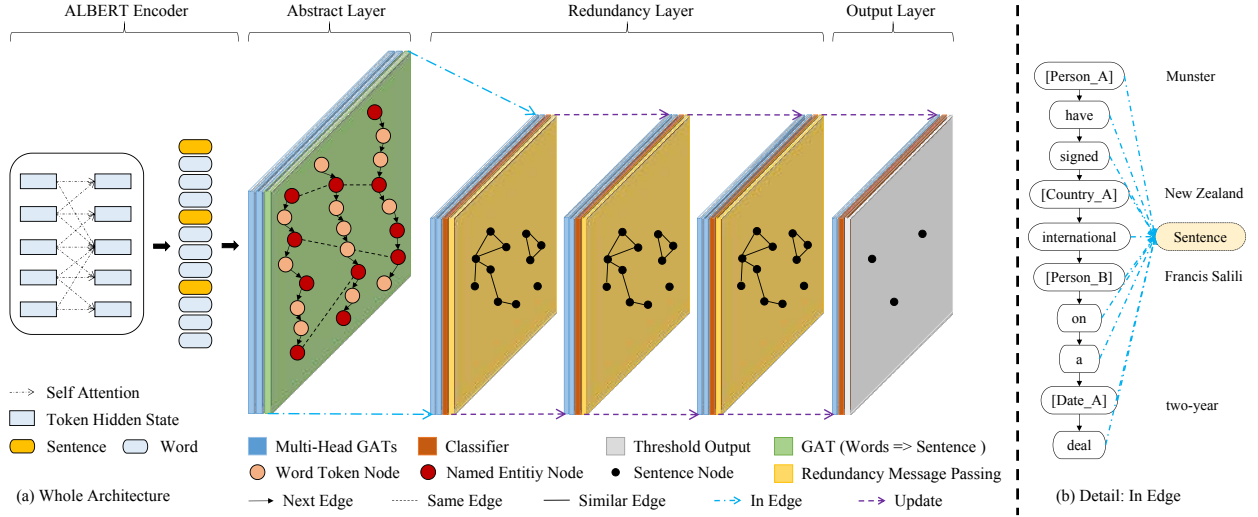 ALBERT Encoder
Abstract Layer
Redundancy Layer
Output Layer
Self Attention
Token Hidden State
Sentence
Word
(a) Whole Architecture
Multi-Head GATs
Classifier
Threshold Output
GAT (Words => Sentence )
Word Token Node
Named Entitiy Node
Sentence Node
Redundancy Message Passing
Next Edge
Same Edge
Similar Edge
In Edge
Update
[Person_A]
Munster
have
signed
[Country_A]
New Zealand
international
Sentence
[Person_B]
Francis Salili
on
a
[Date_A]
two-year
deal
(b) Detail: In Edge